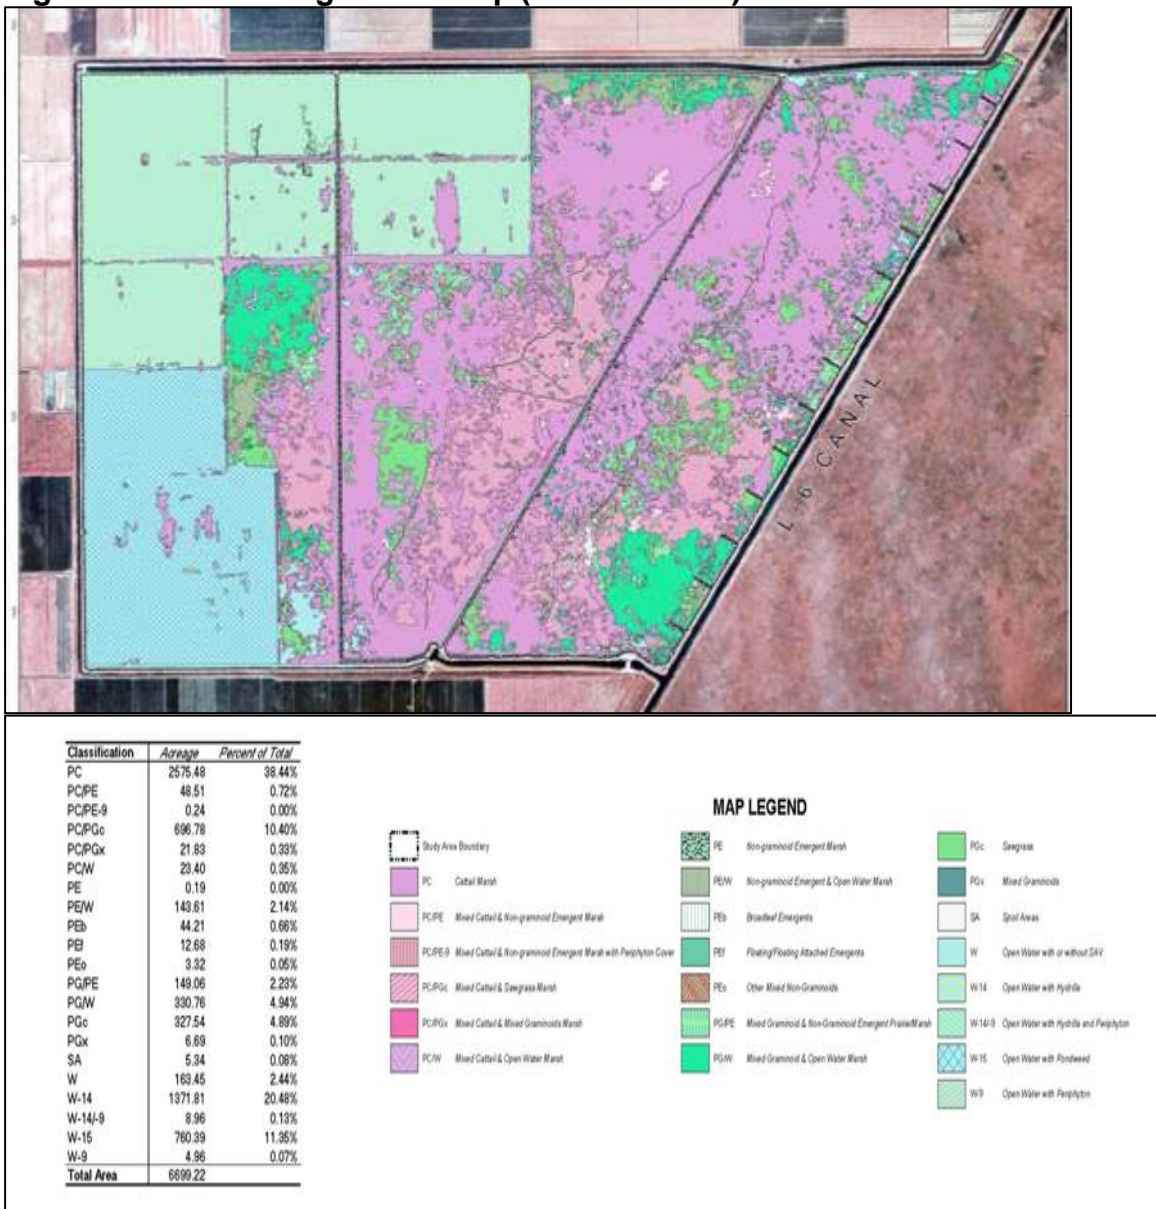 L-6 CANAL
Classification Acreage Percent of Total
PC 2575.48 38.44%
PC/PE 48.51 0.72%
PC/PE-9 0.24 0.00%
PC/PGc 696.78 10.40%
PC/PGx 21.83 0.33%
PC/W 23.40 0.35%
PE 0.19 0.00%
PE/W 143.61 2.14%
PEb 44.21 0.66%
PEf 12.68 0.19%
PEo 3.32 0.05%
PG/PE 149.06 2.23%
PG/W 330.76 4.94%
PGc 327.54 4.89%
PGx 6.69 0.10%
SA 5.34 0.08%
W 163.45 2.44%
W-14 1371.81 20.48%
W-14/-9 8.96 0.13%
W-15 760.39 11.35%
W-9 4.96 0.07%
Total Area 6699.22
MAP LEGEND
Study Area Boundary
PC Cattail Marsh
PC/PE Mixed Cattail & Non-graminoid Emergent Marsh
PC/PE-9 Mixed Cattail & Non-graminoid Emergent Marsh with Periphyton Cover
PC/PGc Mixed Cattail & Sawgrass Marsh
PC/PGx Mixed Cattail & Mixed Graminoids Marsh
PC/W Mixed Cattail & Open Water Marsh
PE Non-graminoid Emergent Marsh
PE/W Non-graminoid Emergent & Open Water Marsh
PEb Broadleaf Emergents
PEf Floating/Floating Attached Emergents
PEo Other Mixed Non-Graminoids
PG/PE Mixed Graminoid & Non-Graminoid Emergent Prairie/Marsh
PG/W Mixed Graminoid & Open Water Marsh
PGc Sawgrass
PGx Mixed Graminoids
SA Spoil Areas
W Open Water with or without SAV
W-14 Open Water with Hydrilla
W-14/-9 Open Water with Hydrilla and Periphyton
W-15 Open Water with Pondweed
W-9 Open Water with Periphyton